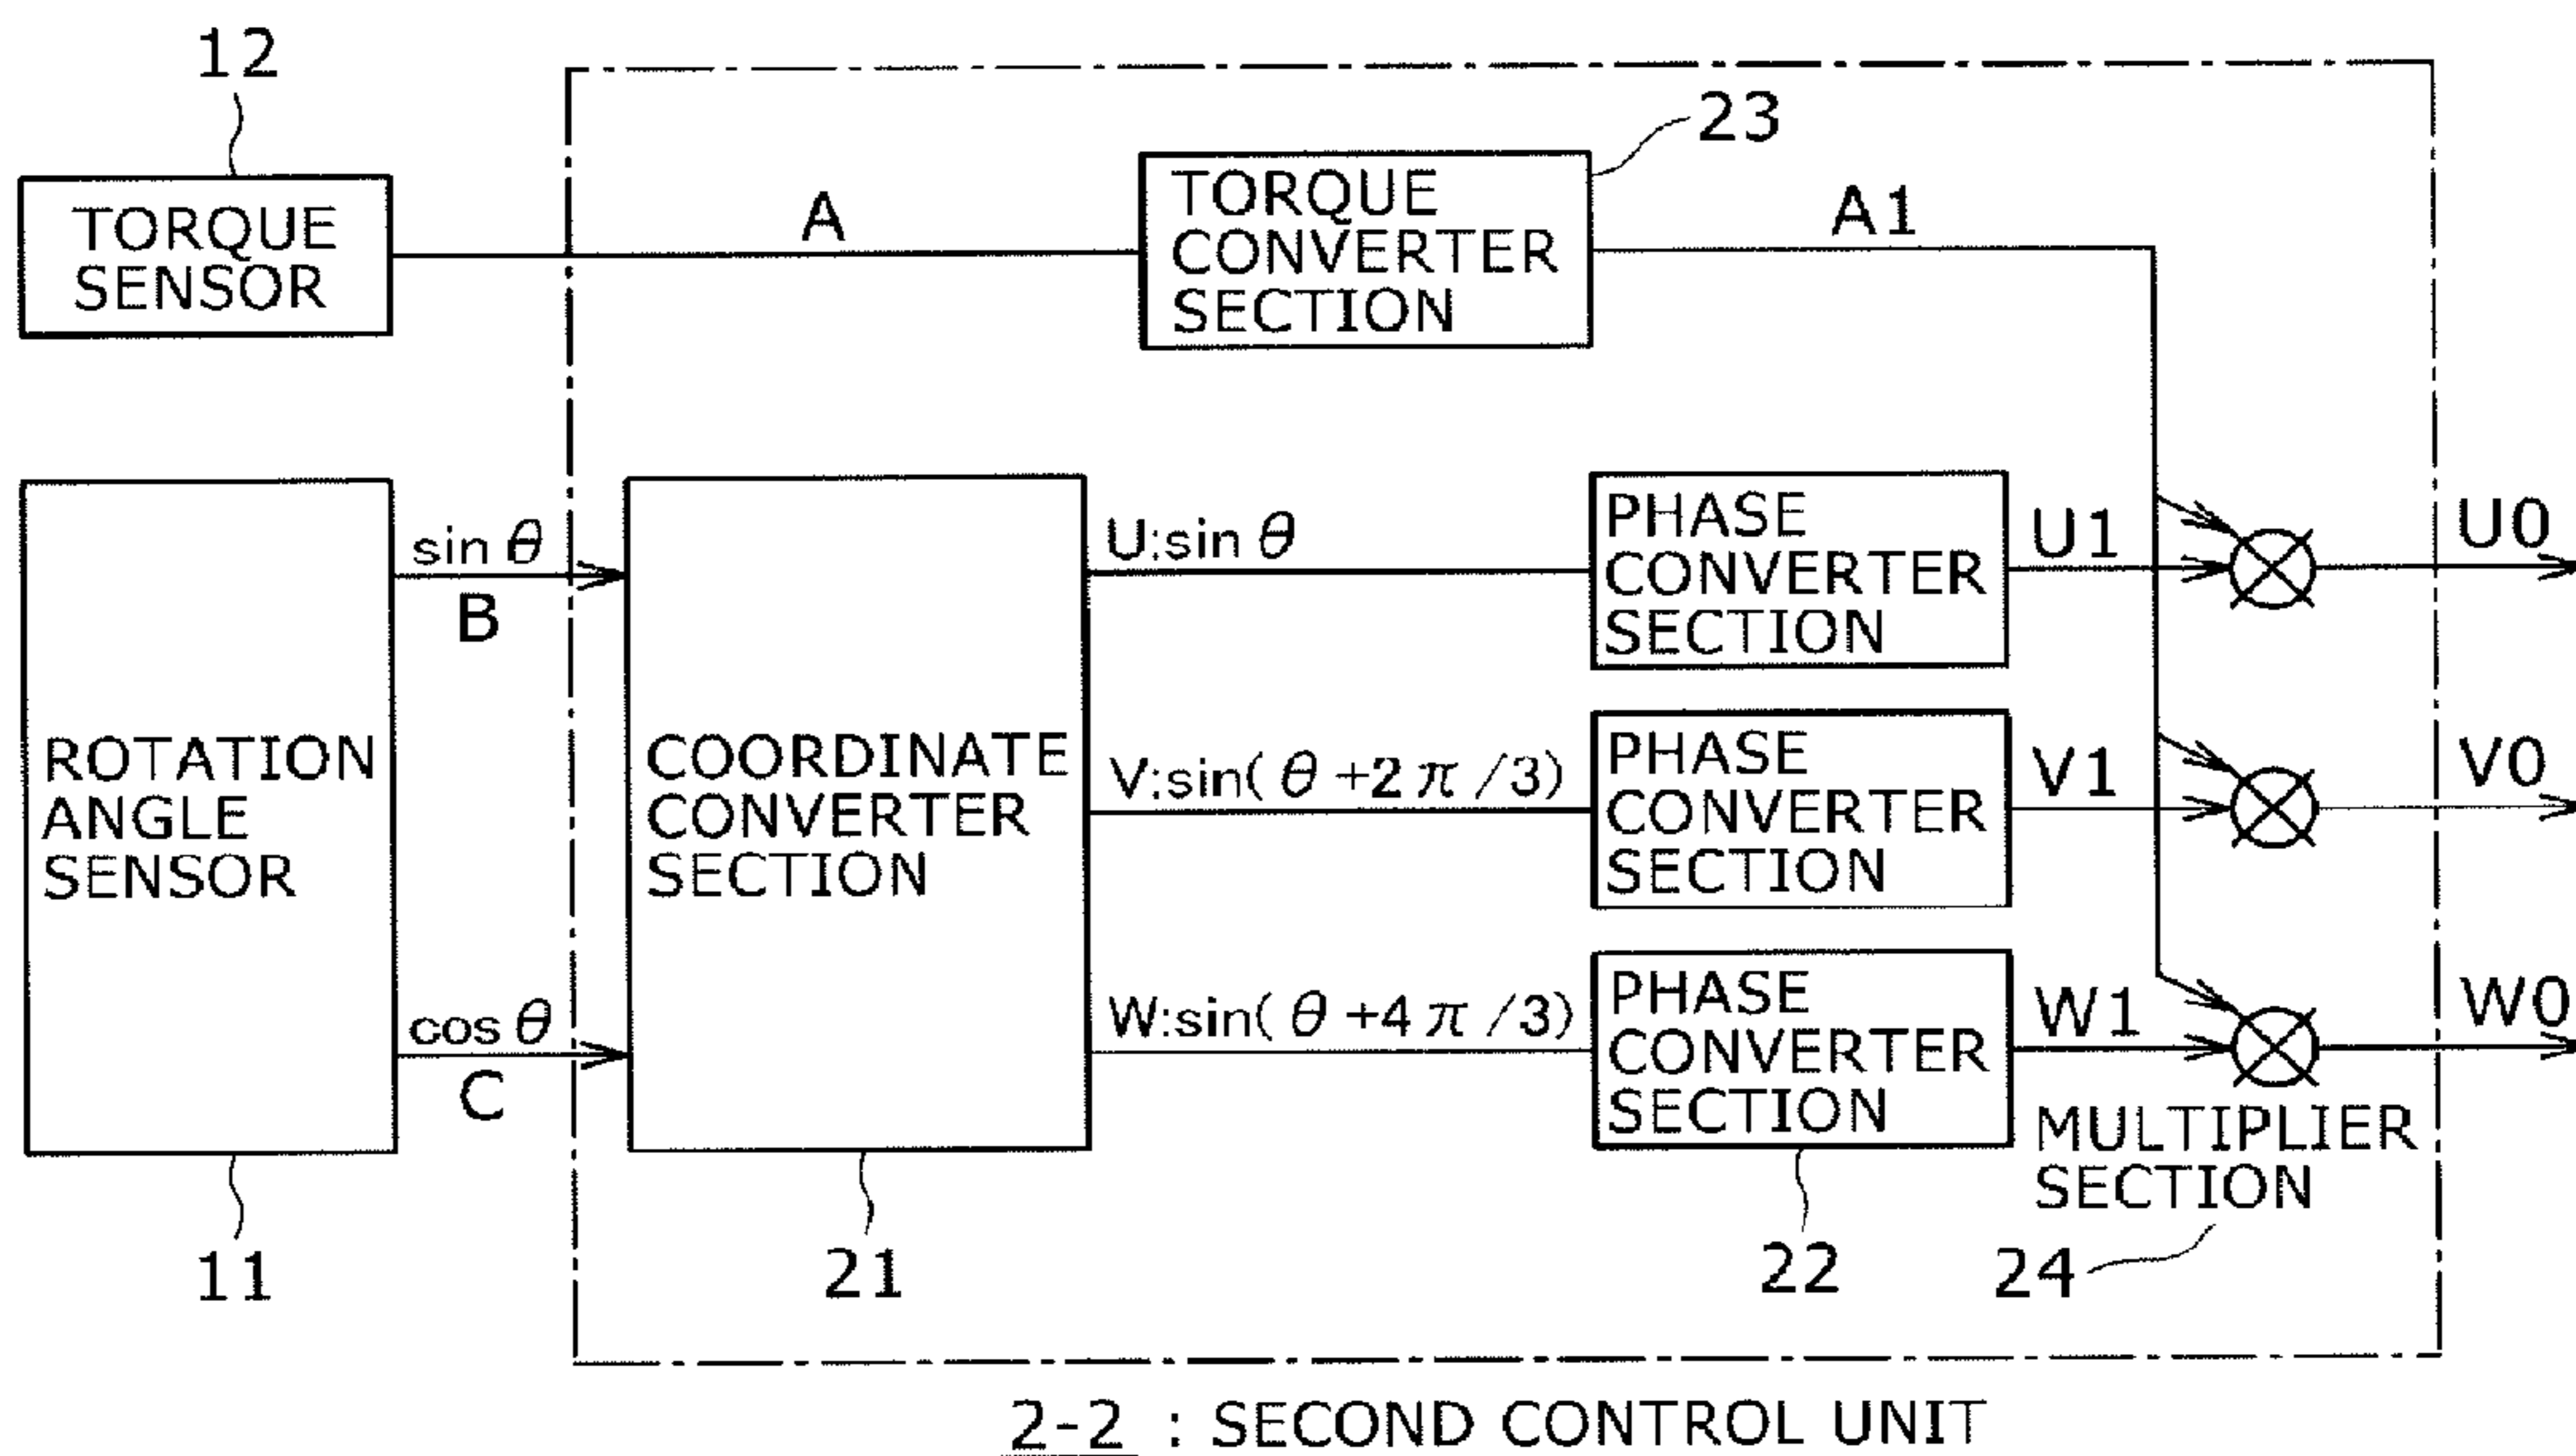 12
23
TORQUE
SENSOR
A
TORQUE
CONVERTER
SECTION
A1
ROTATION
ANGLE
SENSOR
sin θ
B
cos θ
C
COORDINATE
CONVERTER
SECTION
U:sin θ
PHASE
CONVERTER
SECTION
U1
U0
V:sin( θ +2 π /3)
PHASE
CONVERTER
SECTION
V1
V0
W:sin( θ +4 π /3)
PHASE
CONVERTER
SECTION
W1
W0
MULTIPLIER
SECTION
11
21
22
24
2-2 : SECOND CONTROL UNIT